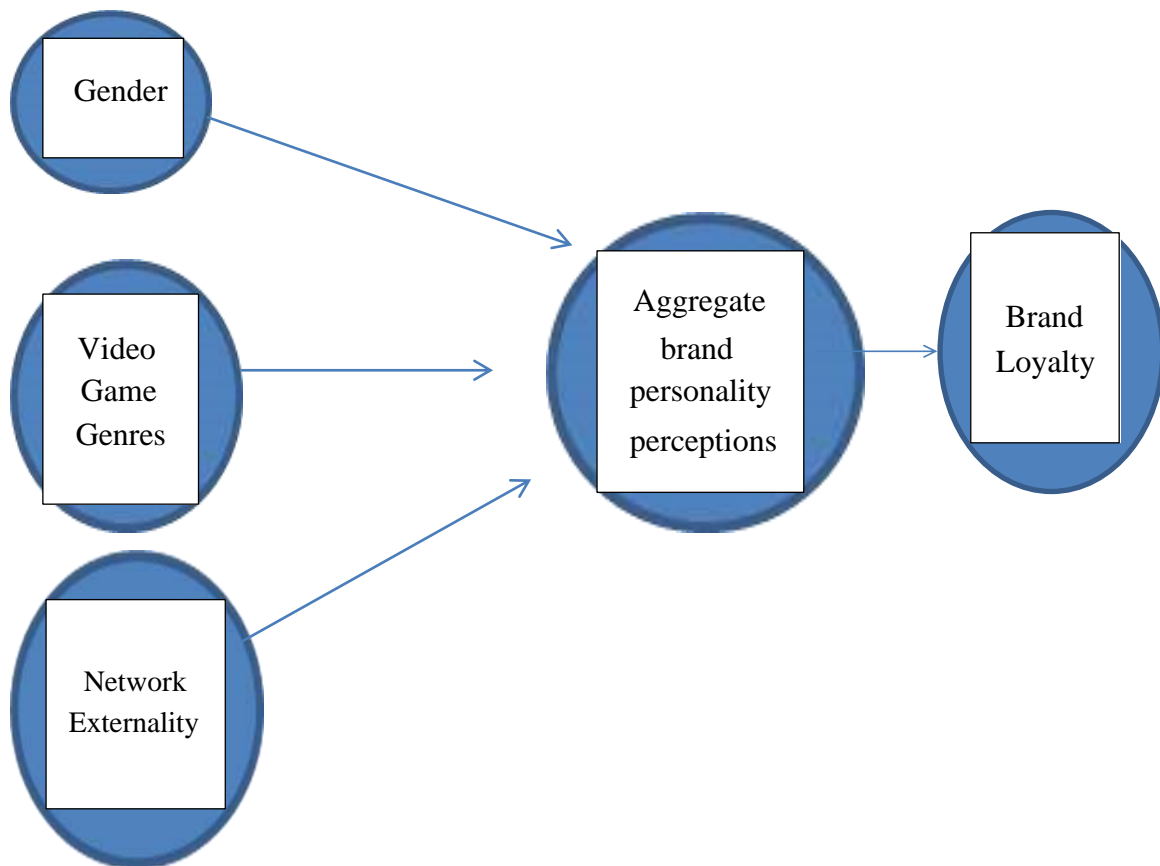 Gender
Video
Game
Genres
Network
Externality
Aggregate
brand
personality
perceptions
Brand
Loyalty